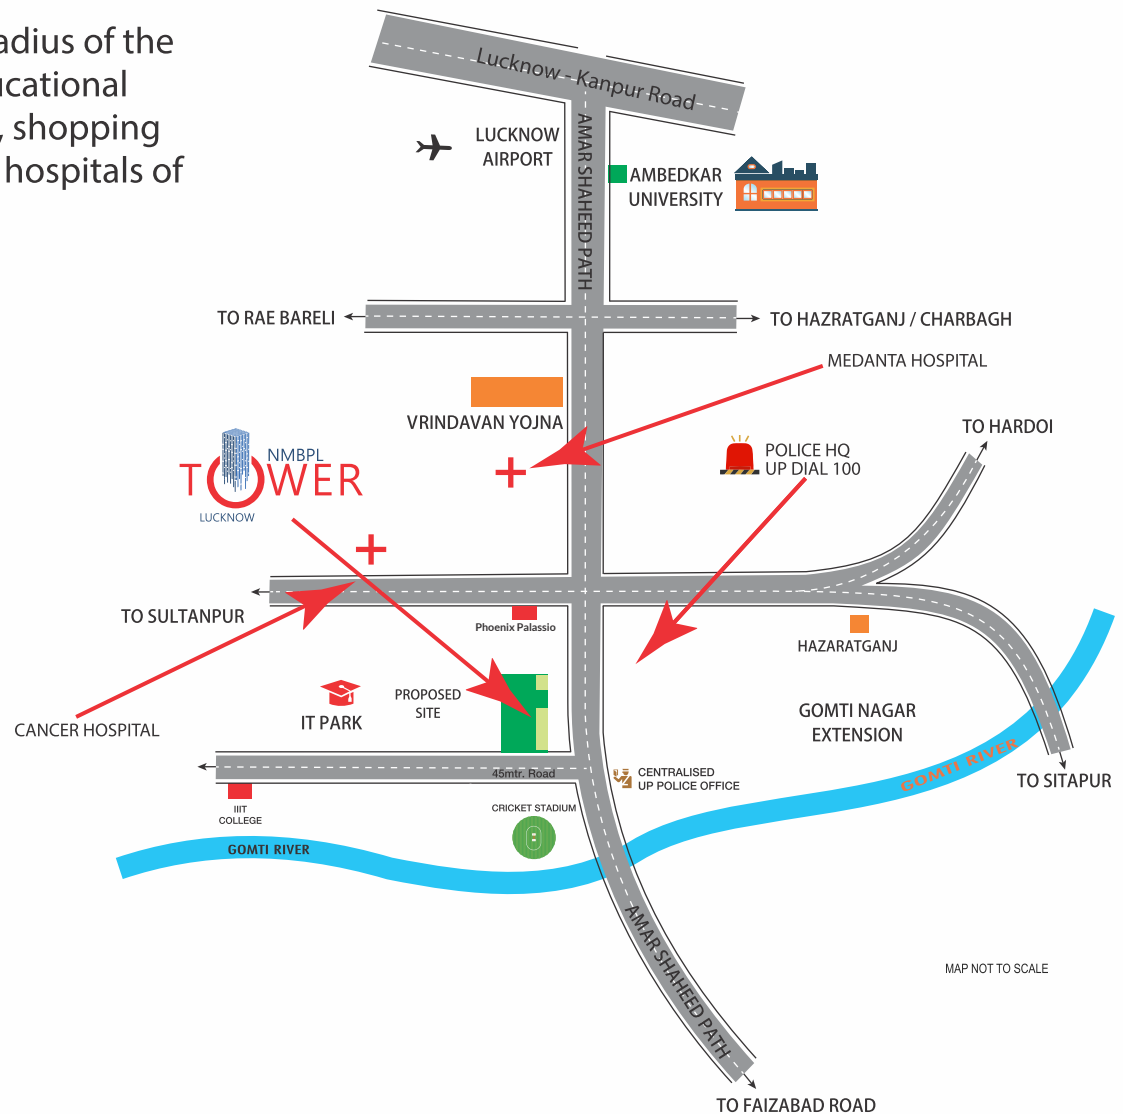 adius of the
ucational
, shopping
hospitals of
Lucknow - Kanpur Road
LUCKNOW
AIRPORT
AMAR SHAHEED PATH
AMBEDKAR
UNIVERSITY
TO RAE BARELI
TO HAZRATGANJ / CHARBAGH
MEDANTA HOSPITAL
VRINDAVAN YOJNA
TO HARDOI
NMBPL
TOWER
LUCKNOW
POLICE HQ
UP DIAL 100
TO SULTANPUR
Phoenix Palassio
HAZARATGANJ
CANCER HOSPITAL
IT PARK
PROPOSED
SITE
GOMTI NAGAR
EXTENSION
GOMTI RIVER
TO SITAPUR
45mtr. Road
CENTRALISED
UP POLICE OFFICE
IIIT
COLLEGE
CRICKET STADIUM
GOMTI RIVER
AMAR SHAHEED PATH
MAP NOT TO SCALE
TO FAIZABAD ROAD